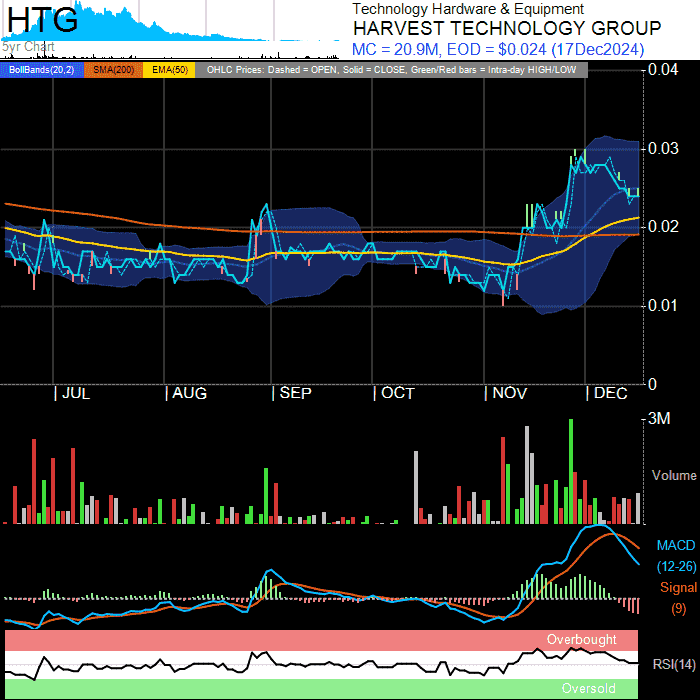 HTG
5yr Chart
Technology Hardware & Equipment
HARVEST TECHNOLOGY GROUP
MC = 20.9M, EOD = $0.024 (17Dec2024)
BollBands(20,2) SMA(200) EMA(50) OHLC Prices: Dashed = OPEN, Solid = CLOSE, Green/Red bars = Intra-day HIGH/LOW
0.04
0.03
0.02
0.01
0
| JUL | AUG | SEP | OCT | NOV | DEC
3M
Volume
MACD
(12-26)
Signal
(9)
Overbought
RSI(14)
Oversold